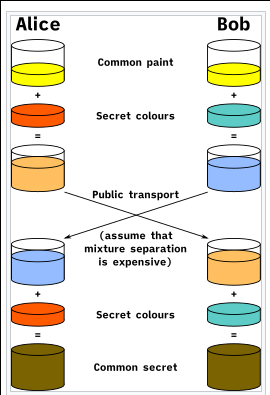 Alice Bob
Common paint
+ +
Secret colours
= =
Public transport
(assume that
mixture separation
is expensive)
+ +
Secret colours
= =
Common secret